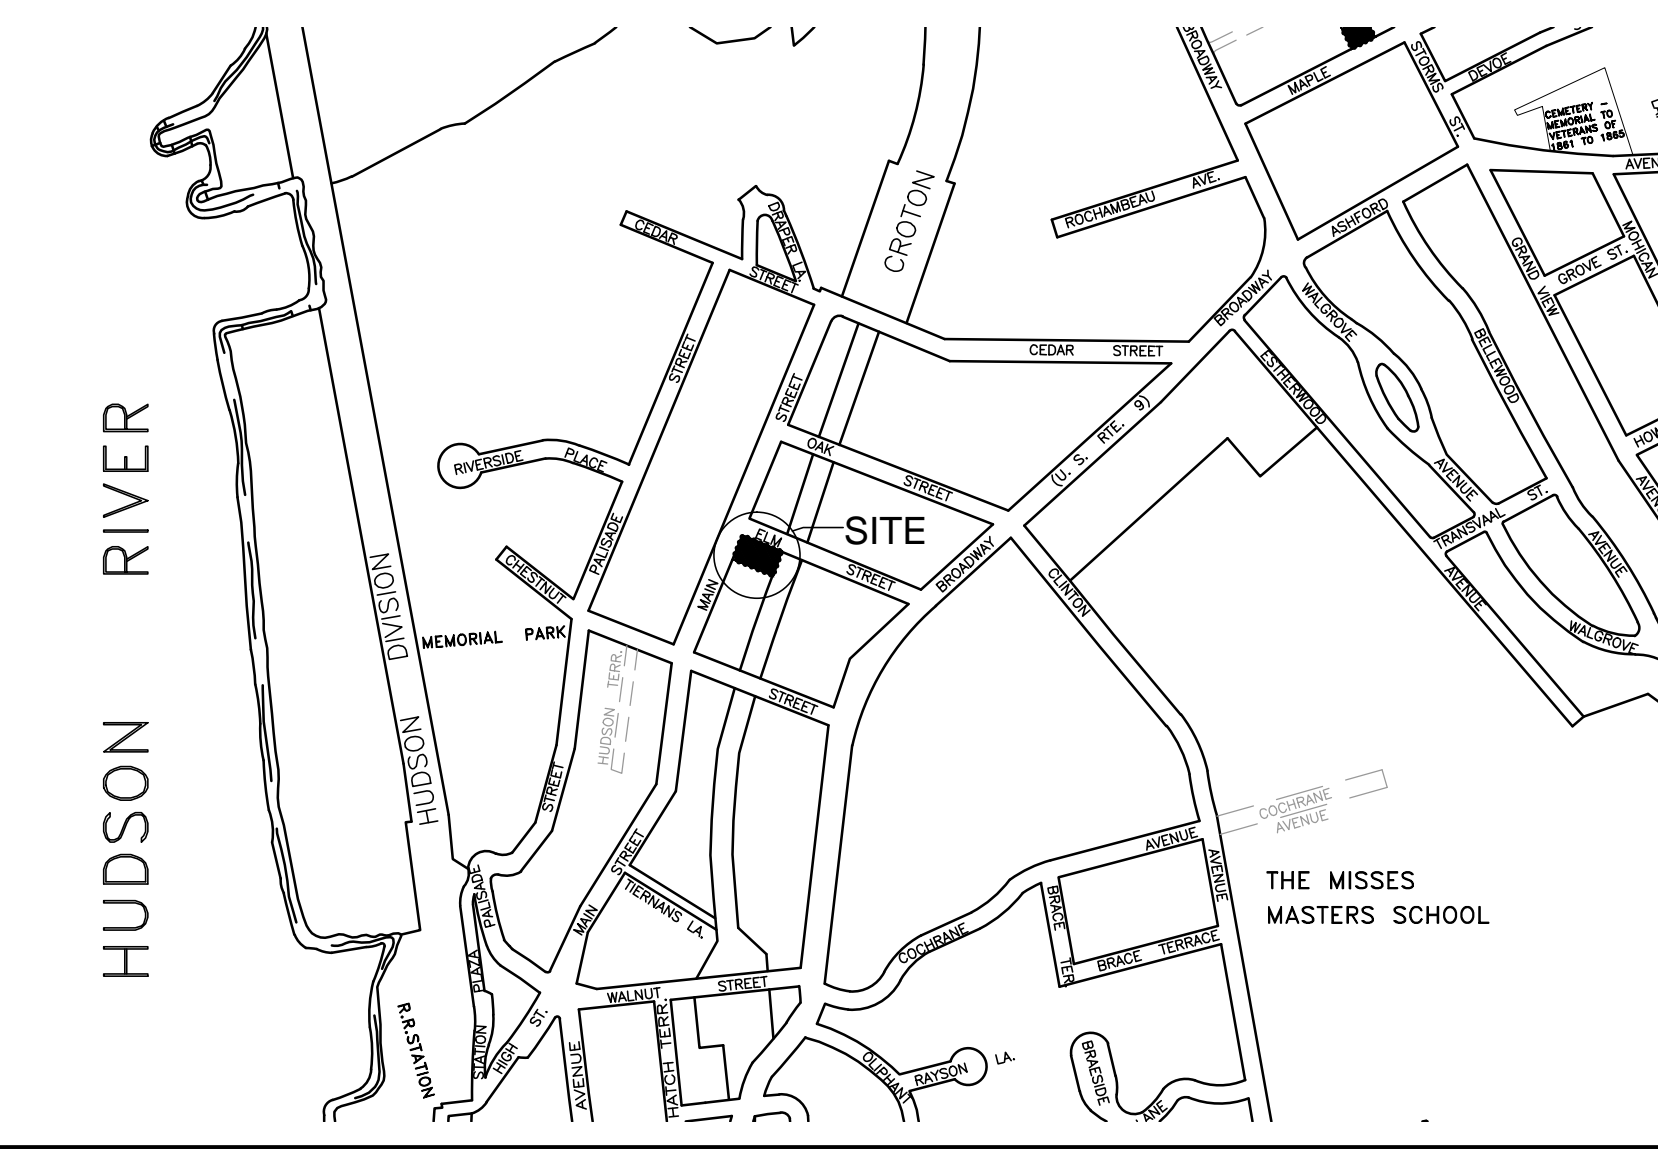 BROADWAY
MAPLE
STORMS
ST.
DEVOE
CEMETERY –
MEMORIAL TO
VETERANS OF
1861 TO 1865
AVEN
ROCHAMBEAU AVE.
ASHFORD
MOHICAN
GRAND VIEW
GROVE ST.
CROTON
DRAPER LA.
CEDAR
STREET
CEDAR STREET
BROADWAY
WALGROVE
BELLEWOOD
ESTHERWOOD
STREET
STREET
(U. S. RTE. 9)
HOW
RIVERSIDE PLACE
OAK
STREET
AVENUE
ST.
AVEN
TRANSVAAL
AVENUE
HUDSON RIVER
SITE
ELM
STREET
PALISADE
CHESTNUT
MAIN
BROADWAY
CLINTON
AVENUE
WALGROVE
HUDSON DIVISION
MEMORIAL PARK
HUDSON TERR.
STREET
STREET
COCHRANE
AVENUE
AVENUE
AVENUE
THE MISSES
MASTERS SCHOOL
STREET
TIERNANS LA.
MAIN
PALISADE
PLAZA
STATION
BRACE
TER.
BRACE TERRACE
COCHRANE
WALNUT STREET
R.R.STATION
HIGH ST.
AVENUE
HATCH TERR.
OLIPHANT
RAYSON LA.
BRAESIDE
LANE